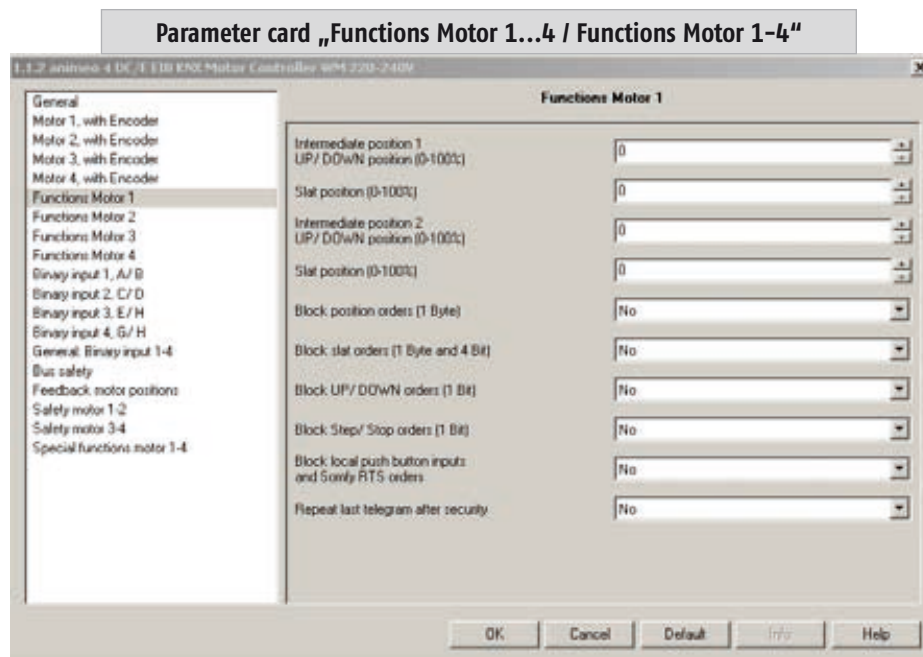 Parameter card „Functions Motor 1...4 / Functions Motor 1-4“
1.1.2 animeo 4 DC/E EIB KNX Motor Controller WM 220-240V
General
Motor 1, with Encoder
Motor 2, with Encoder
Motor 3, with Encoder
Motor 4, with Encoder
Functions Motor 1
Functions Motor 2
Functions Motor 3
Functions Motor 4
Binary input 1, A/ B
Binary input 2, C/ D
Binary input 3, E/ H
Binary input 4, G/ H
General: Binary input 1-4
Bus safety
Feedback motor positions
Safety motor 1-2
Safety motor 3-4
Special functions motor 1-4
Functions Motor 1
Intermediate position 1
UP/ DOWN position (0-100%)
0
Slat position (0-100%)
0
Intermediate position 2
UP/ DOWN position (0-100%)
0
Slat position (0-100%)
0
Block position orders (1 Byte)
No
Block slat orders (1 Byte and 4 Bit)
No
Block UP/ DOWN orders (1 Bit)
No
Block Step/ Stop orders (1 Bit)
No
Block local push button inputs
and Somfy RTS orders
No
Repeat last telegram after security
No
OK
Cancel
Default
Info
Help